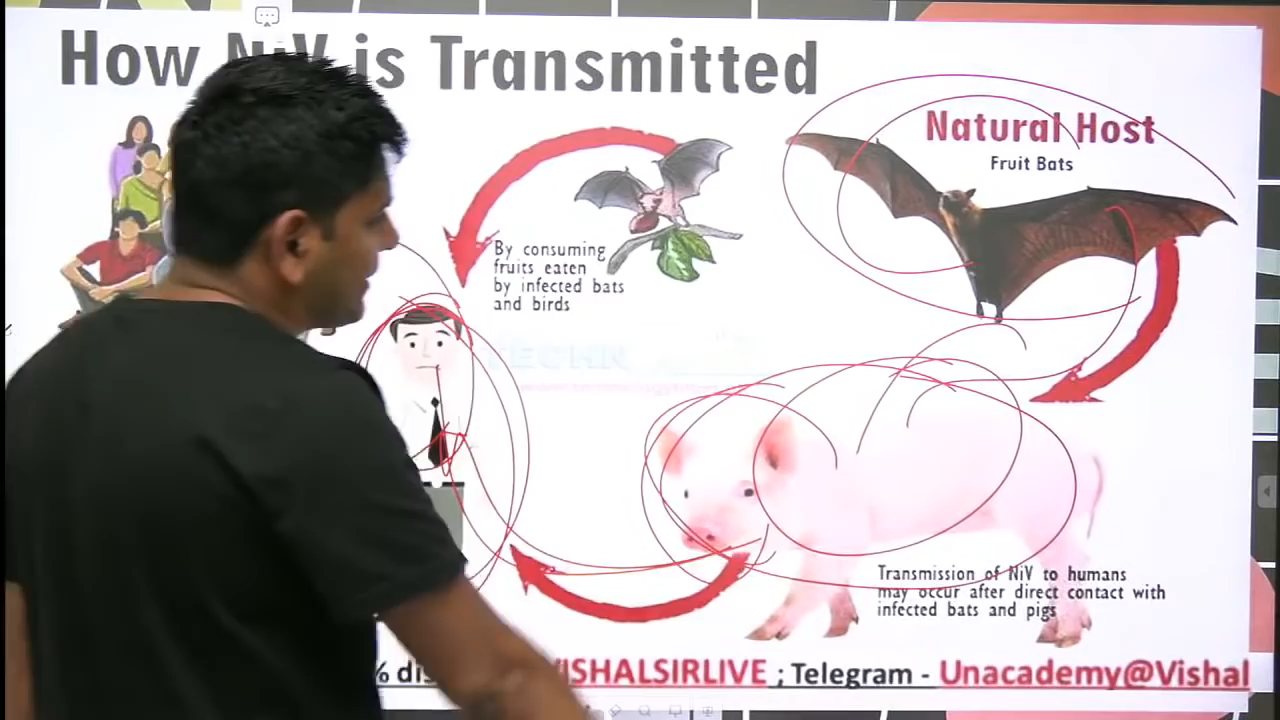 How NiV is Transmitted
Natural Host
Fruit Bats
By consuming
fruits eaten
by infected bats
and birds
Transmission of NiV to humans
may occur after direct contact with
infected bats and pigs
VISHALSIRLIVE ; Telegram - Unacademy@Vishal